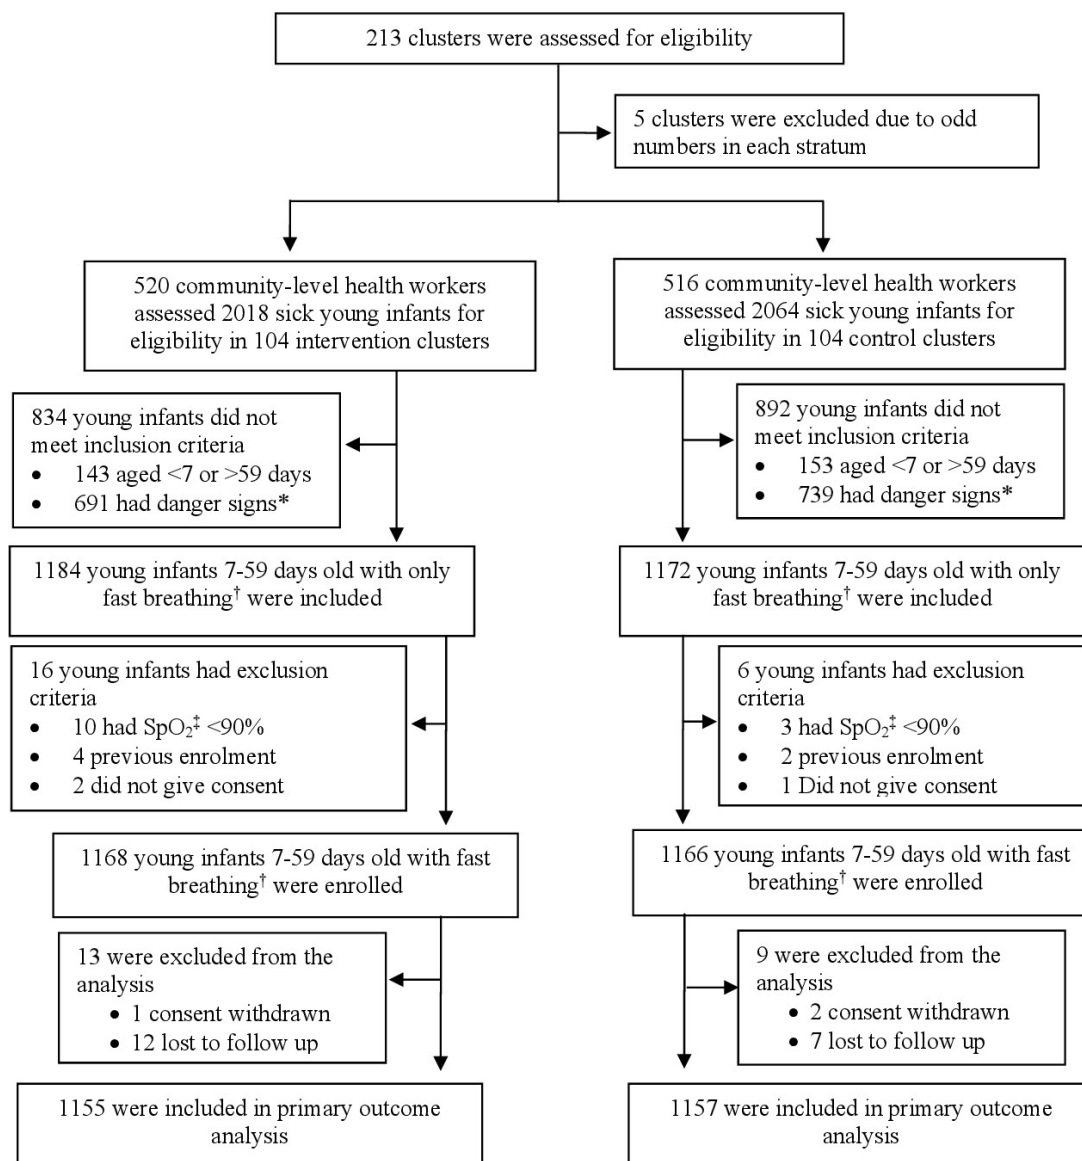 213 clusters were assessed for eligibility
5 clusters were excluded due to odd
numbers in each stratum
520 community-level health workers
assessed 2018 sick young infants for
eligibility in 104 intervention clusters
516 community-level health workers
assessed 2064 sick young infants for
eligibility in 104 control clusters
834 young infants did not
meet inclusion criteria
• 143 aged <7 or >59 days
• 691 had danger signs*
892 young infants did not
meet inclusion criteria
• 153 aged <7 or >59 days
• 739 had danger signs*
1184 young infants 7-59 days old with only
fast breathing† were included
1172 young infants 7-59 days old with only
fast breathing† were included
16 young infants had exclusion
criteria
• 10 had SpO₂‡ <90%
• 4 previous enrolment
• 2 did not give consent
6 young infants had exclusion
criteria
• 3 had SpO₂‡ <90%
• 2 previous enrolment
• 1 Did not give consent
1168 young infants 7-59 days old with fast
breathing† were enrolled
1166 young infants 7-59 days old with fast
breathing† were enrolled
13 were excluded from the
analysis
• 1 consent withdrawn
• 12 lost to follow up
9 were excluded from the
analysis
• 2 consent withdrawn
• 7 lost to follow up
1155 were included in primary outcome
analysis
1157 were included in primary outcome
analysis